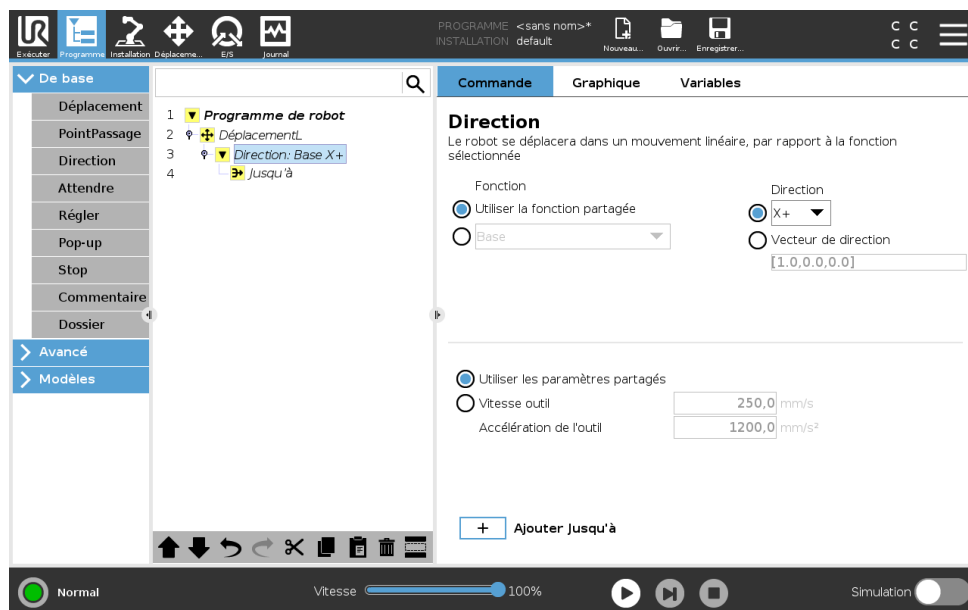 PROGRAMME <sans nom>*
INSTALLATION default
Exécuter
Programme
Installation
Déplaceme...
E/S
Journal
Nouveau...
Ouvrir...
Enregistrer...
C C
C C
De base
Déplacement
PointPassage
Direction
Attendre
Régler
Pop-up
Stop
Commentaire
Dossier
Avancé
Modèles
1 Programme de robot
2 DéplacementL
3 Direction: Base X+
4 Jusqu'à
Commande Graphique Variables
Direction
Le robot se déplacera dans un mouvement linéaire, par rapport à la fonction
sélectionnée
Fonction
Utiliser la fonction partagée
Base
Direction
X+
Vecteur de direction
[1.0,0.0,0.0]
Utiliser les paramètres partagés
Vitesse outil 250,0 mm/s
Accélération de l'outil 1200,0 mm/s²
+ Ajouter Jusqu'à
Normal
Vitesse 100%
Simulation